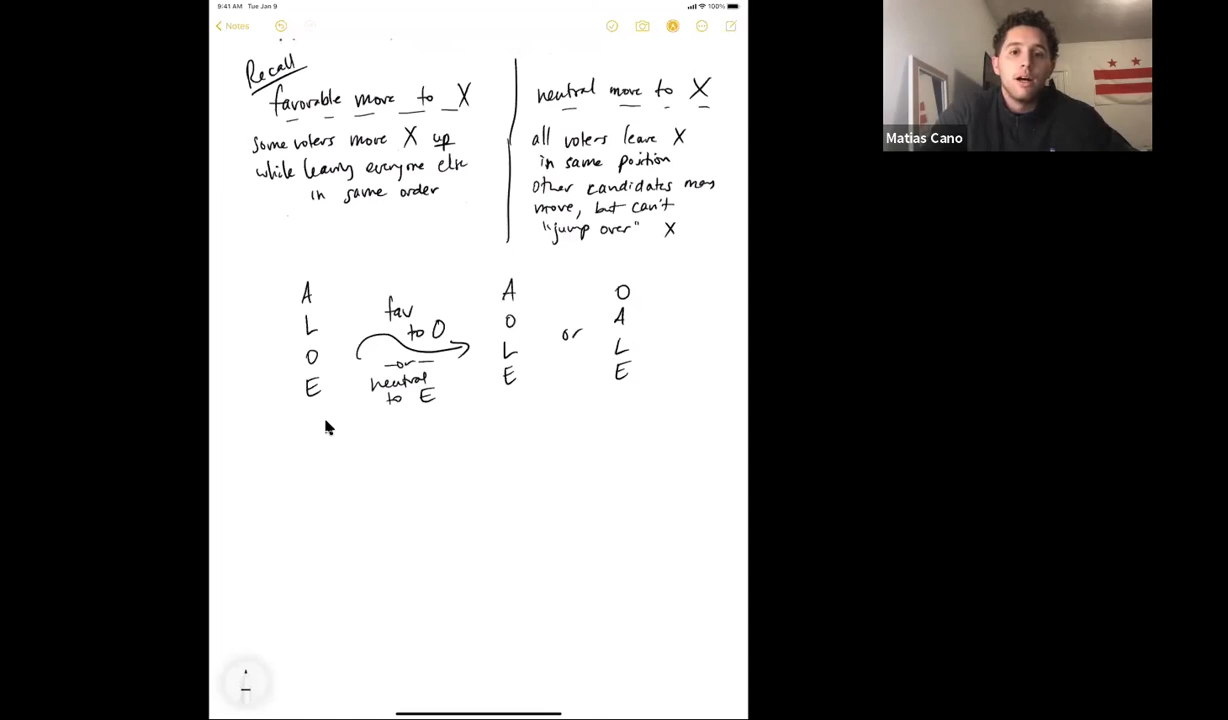 9:41 AM Tue Jan 9
100%
Notes
Recall
favorable move to X
some voters move X up
while leaving everyone else
in same order
neutral move to X
all voters leave X
in same position
other candidates may
move, but can't
"jump over" X
A
L
O
E
fav
to O
-or-
neutral
to E
A
O
L
E
or
O
A
L
E
Matias Cano